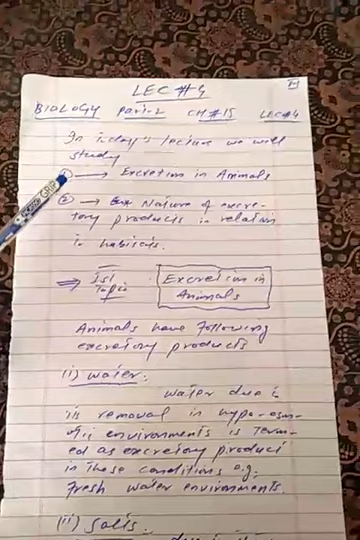 LEC #4
BIOLOGY Part-2 CH #15 LEC #4
In today's lecture we will
study
① → Excretion in Animals
② → Nature of excre-
tory products in relation
to habitats.
⇒ 1st Topic
Excretion in
Animals
Animals have following
excretory products
(i) water:
water due to
its removal in hypo-osm-
otic environments is term-
ed as excretory product
in these conditions e.g.
Fresh water environments.
(ii) Salts.